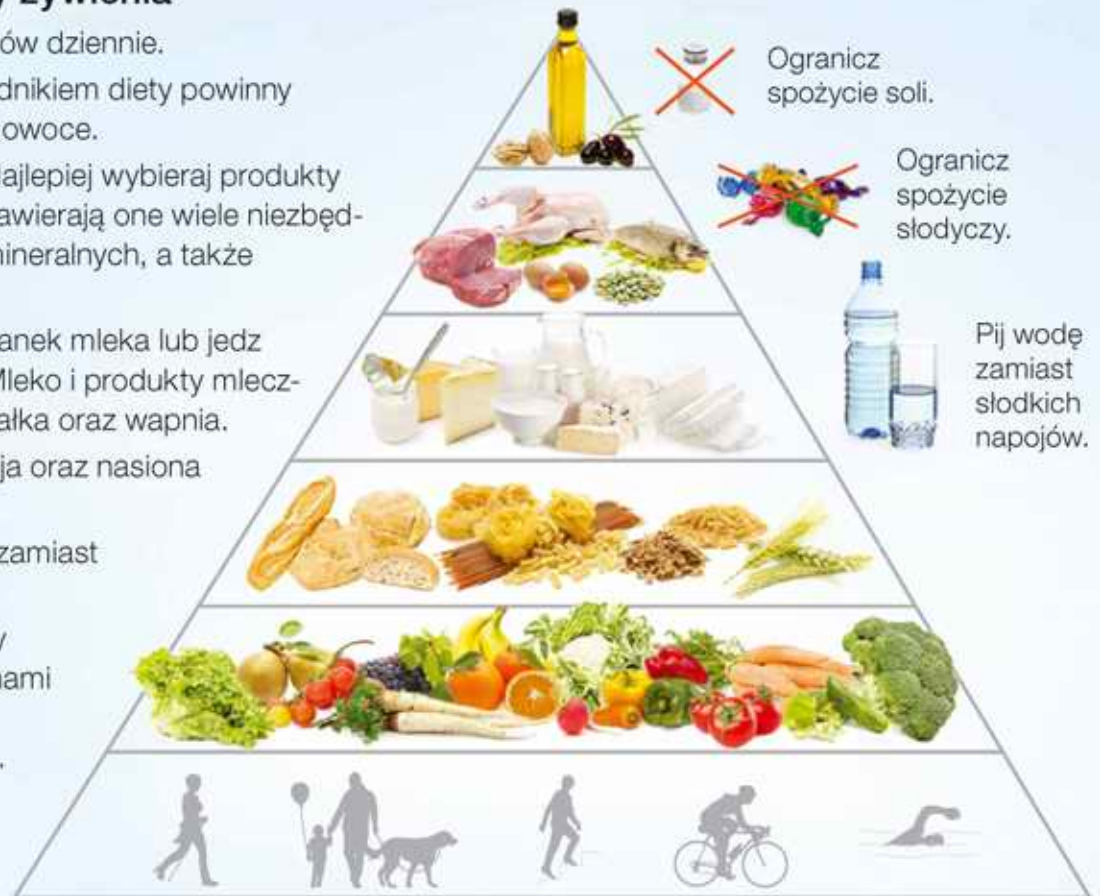 żywienia
ów dziennie.
dnikiem diety powinny
owoce.
ajlepiej wybieraj produkty
awierają one wiele niezbęd-
ineralnych, a także
anek mleka lub jedz
Mleko i produkty mlecz-
ałka oraz wapnia.
ja oraz nasiona
zamiast
y
nami
Ogranicz
spożycie soli.
Ogranicz
spożycie
słodyczy.
Pij wodę
zamiast
słodkich
napojów.